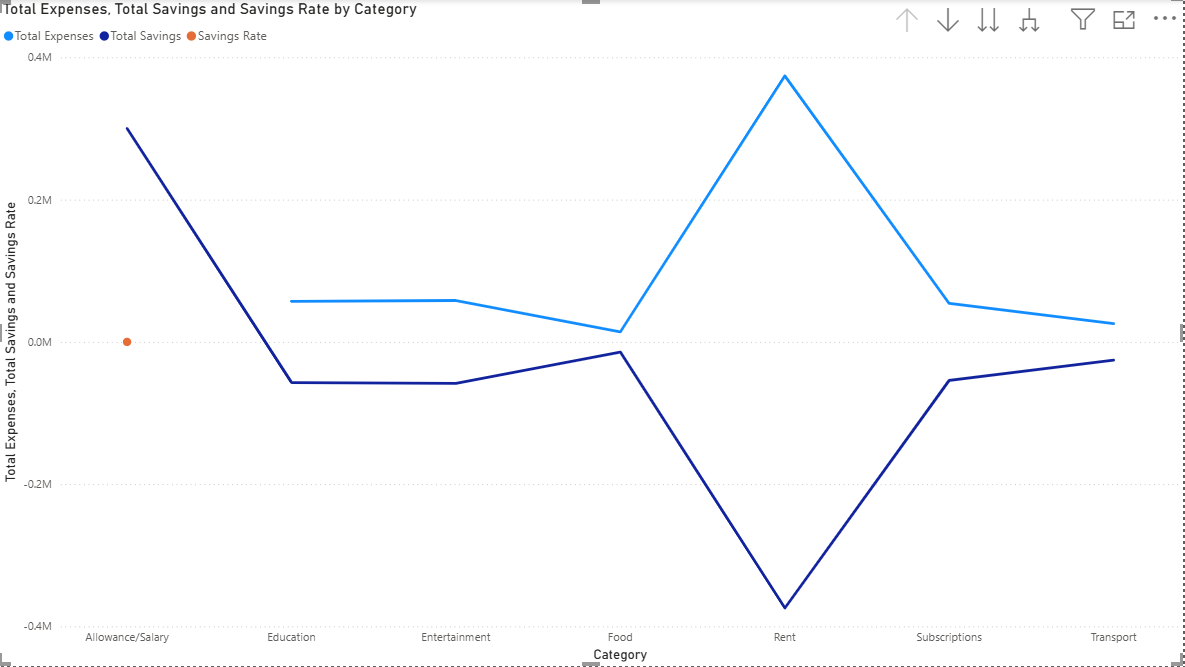 Total Expenses, Total Savings and Savings Rate by Category
Total Expenses Total Savings Savings Rate
0.4M
0.2M
0.0M
-0.2M
-0.4M
Total Expenses, Total Savings and Savings Rate
Allowance/Salary Education Entertainment Food Rent Subscriptions Transport
Category